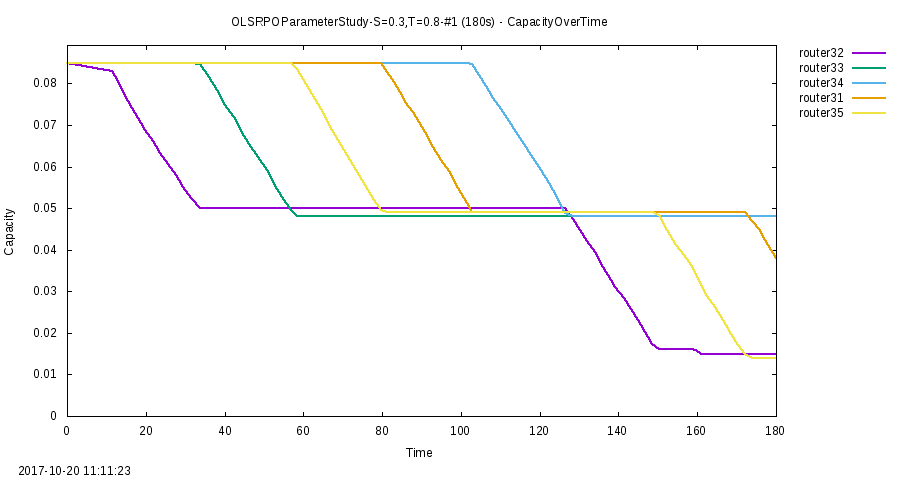 OLSRPOParameterStudy-S=0.3,T=0.8-#1 (180s) - CapacityOverTime
router32
router33
router34
router31
router35
0.08
0.07
0.06
0.05
0.04
0.03
0.02
0.01
0
Capacity
0 20 40 60 80 100 120 140 160 180
Time
2017-10-20 11:11:23